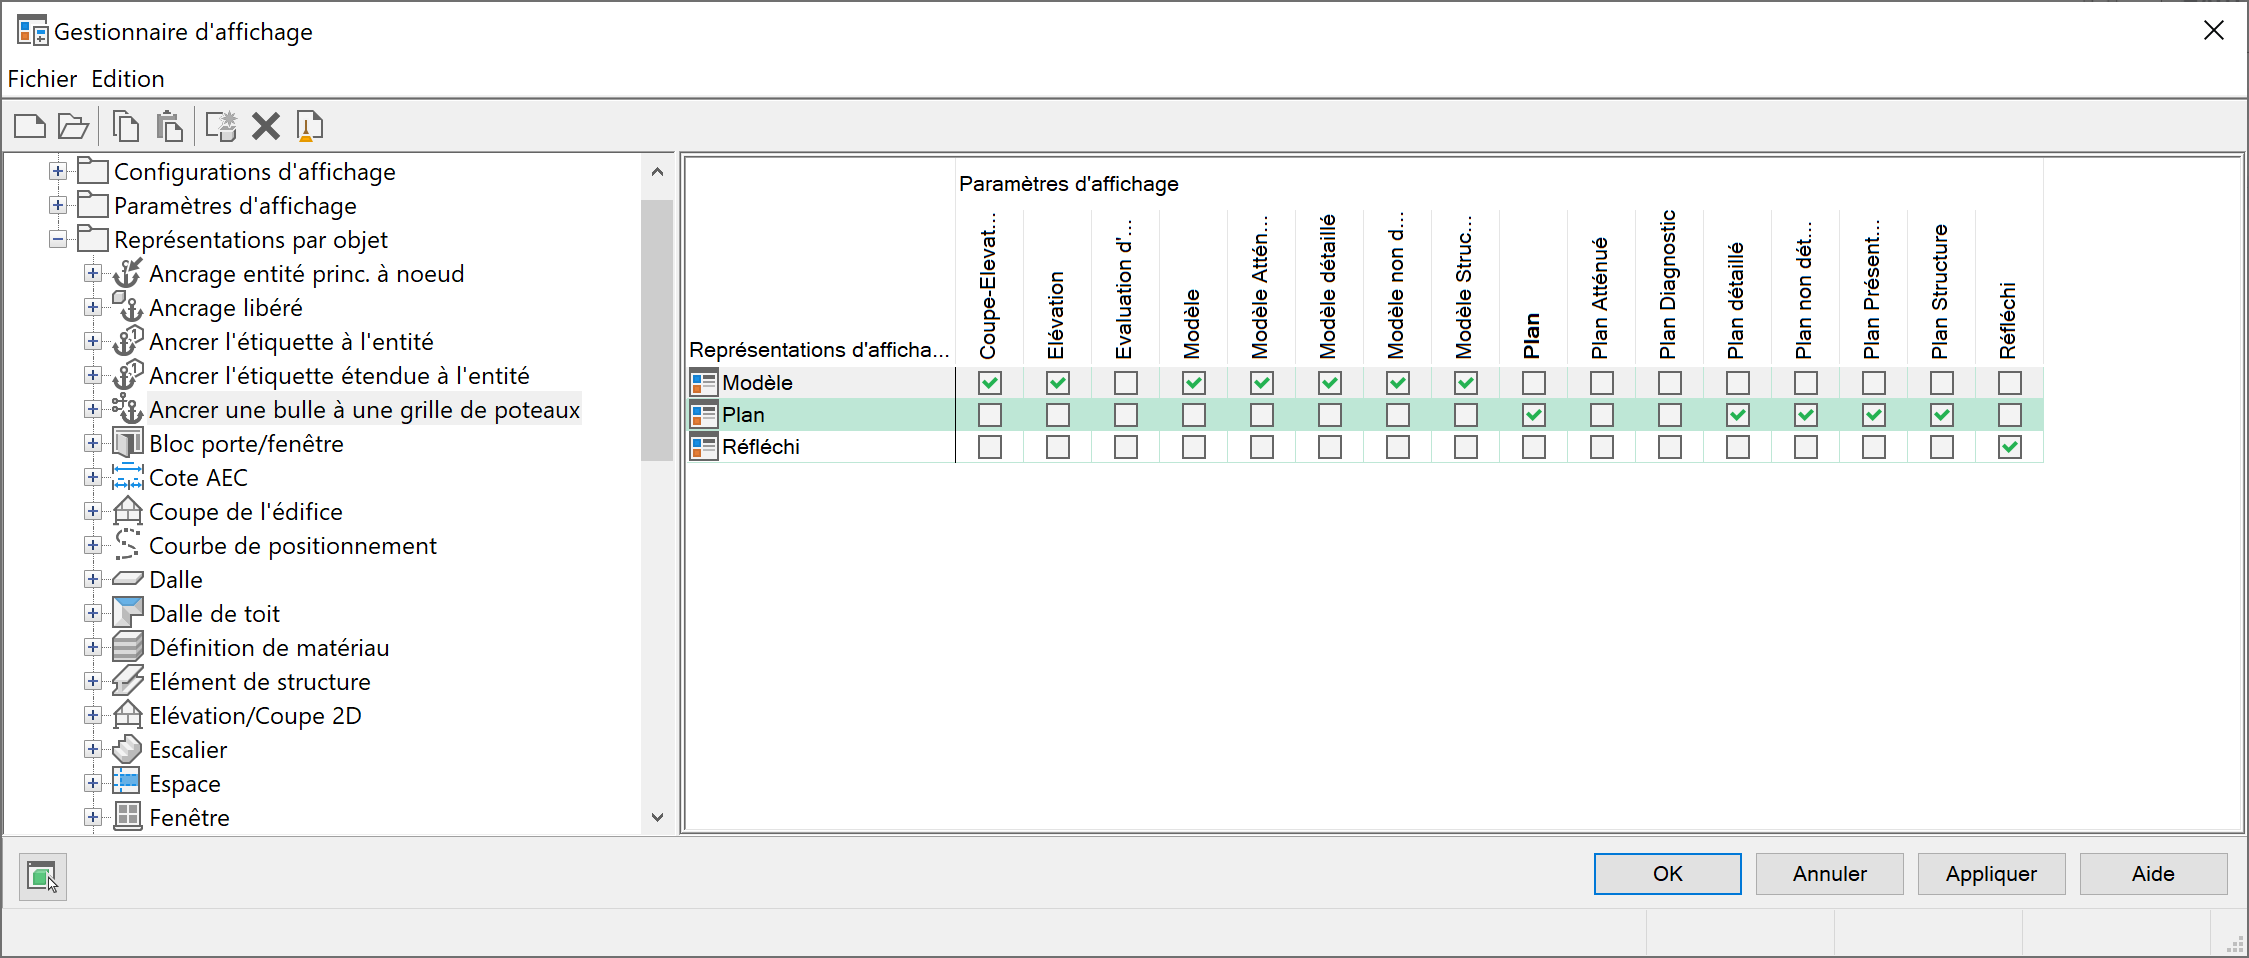 Gestionnaire d'affichage
Fichier Edition
Configurations d'affichage
Paramètres d'affichage
Représentations par objet
Ancrage entité princ. à noeud
Ancrage libéré
Ancrer l'étiquette à l'entité
Ancrer l'étiquette étendue à l'entité
Ancrer une bulle à une grille de poteaux
Bloc porte/fenêtre
Cote AEC
Coupe de l'édifice
Courbe de positionnement
Dalle
Dalle de toit
Définition de matériau
Elément de structure
Elévation/Coupe 2D
Escalier
Espace
Fenêtre
Paramètres d'affichage
Représentations d'afficha...
Coupe-Elevat...
Elévation
Evaluation d'...
Modèle
Modèle Attén...
Modèle détaillé
Modèle non d...
Modèle Struc...
Plan
Plan Atténué
Plan Diagnostic
Plan détaillé
Plan non dét...
Plan Présent...
Plan Structure
Réfléchi
Modèle
Plan
Réfléchi
OK Annuler Appliquer Aide